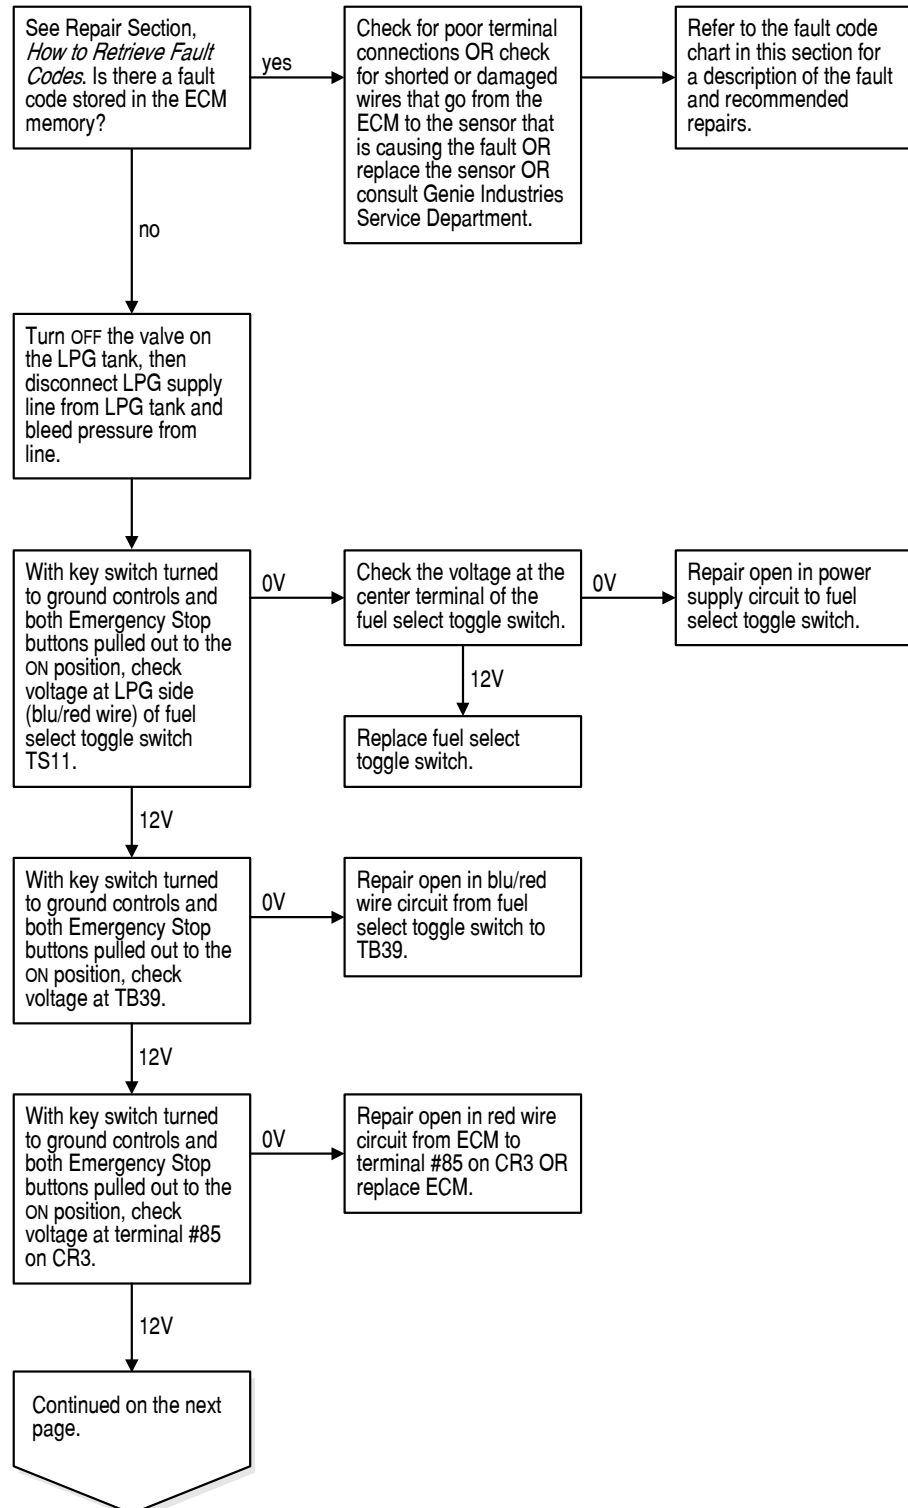 See Repair Section,
How to Retrieve Fault
Codes. Is there a fault
code stored in the ECM
memory?
yes
Check for poor terminal
connections OR check
for shorted or damaged
wires that go from the
ECM to the sensor that
is causing the fault OR
replace the sensor OR
consult Genie Industries
Service Department.
Refer to the fault code
chart in this section for
a description of the fault
and recommended
repairs.
no
Turn OFF the valve on
the LPG tank, then
disconnect LPG supply
line from LPG tank and
bleed pressure from
line.
With key switch turned
to ground controls and
both Emergency Stop
buttons pulled out to the
ON position, check
voltage at LPG side
(blu/red wire) of fuel
select toggle switch
TS11.
0V
Check the voltage at the
center terminal of the
fuel select toggle switch.
0V
Repair open in power
supply circuit to fuel
select toggle switch.
12V
Replace fuel select
toggle switch.
12V
With key switch turned
to ground controls and
both Emergency Stop
buttons pulled out to the
ON position, check
voltage at TB39.
0V
Repair open in blu/red
wire circuit from fuel
select toggle switch to
TB39.
12V
With key switch turned
to ground controls and
both Emergency Stop
buttons pulled out to the
ON position, check
voltage at terminal #85
on CR3.
0V
Repair open in red wire
circuit from ECM to
terminal #85 on CR3 OR
replace ECM.
12V
Continued on the next
page.